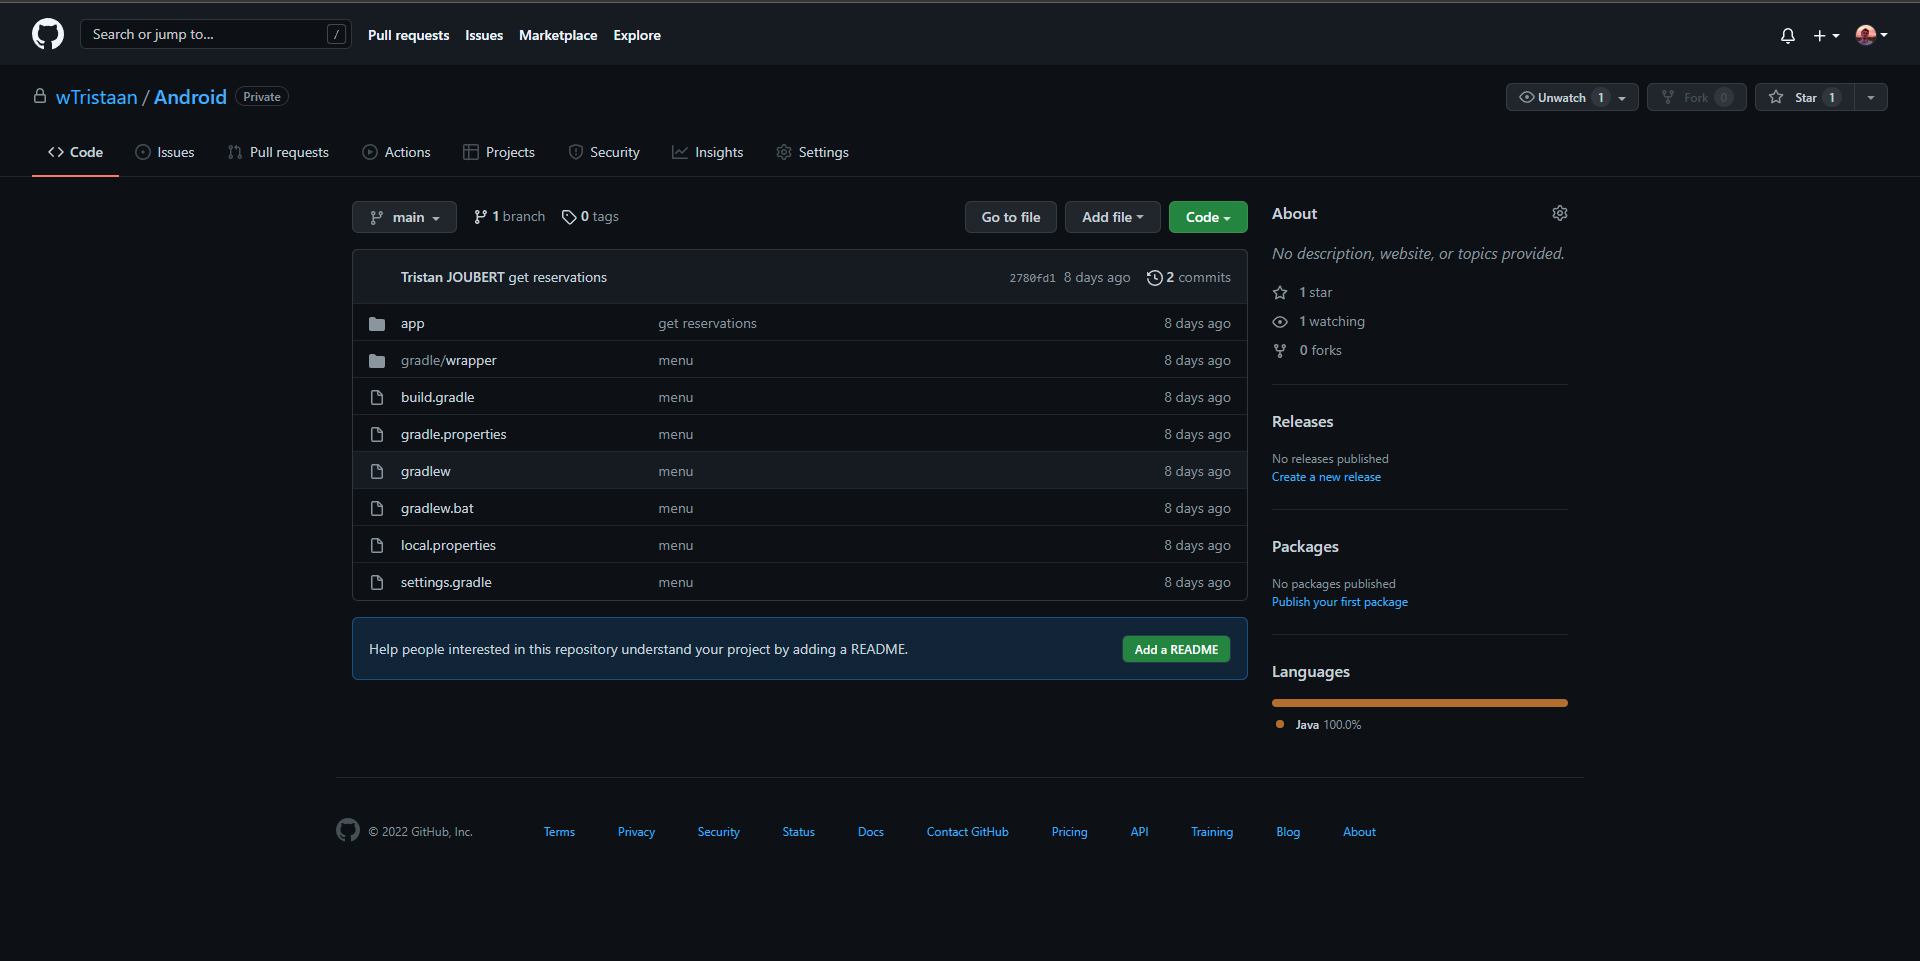 Search or jump to... /
Pull requests Issues Marketplace Explore
wTristaan / Android Private
Unwatch 1 Fork 0 Star 1
Code Issues Pull requests Actions Projects Security Insights Settings
main 1 branch 0 tags Go to file Add file Code
Tristan JOUBERT get reservations 2780fd1 8 days ago 2 commits
app get reservations 8 days ago
gradle/wrapper menu 8 days ago
build.gradle menu 8 days ago
gradle.properties menu 8 days ago
gradlew menu 8 days ago
gradlew.bat menu 8 days ago
local.properties menu 8 days ago
settings.gradle menu 8 days ago
Help people interested in this repository understand your project by adding a README. Add a README
About
No description, website, or topics provided.
1 star
1 watching
0 forks
Releases
No releases published
Create a new release
Packages
No packages published
Publish your first package
Languages
Java 100.0%
© 2022 GitHub, Inc. Terms Privacy Security Status Docs Contact GitHub Pricing API Training Blog About